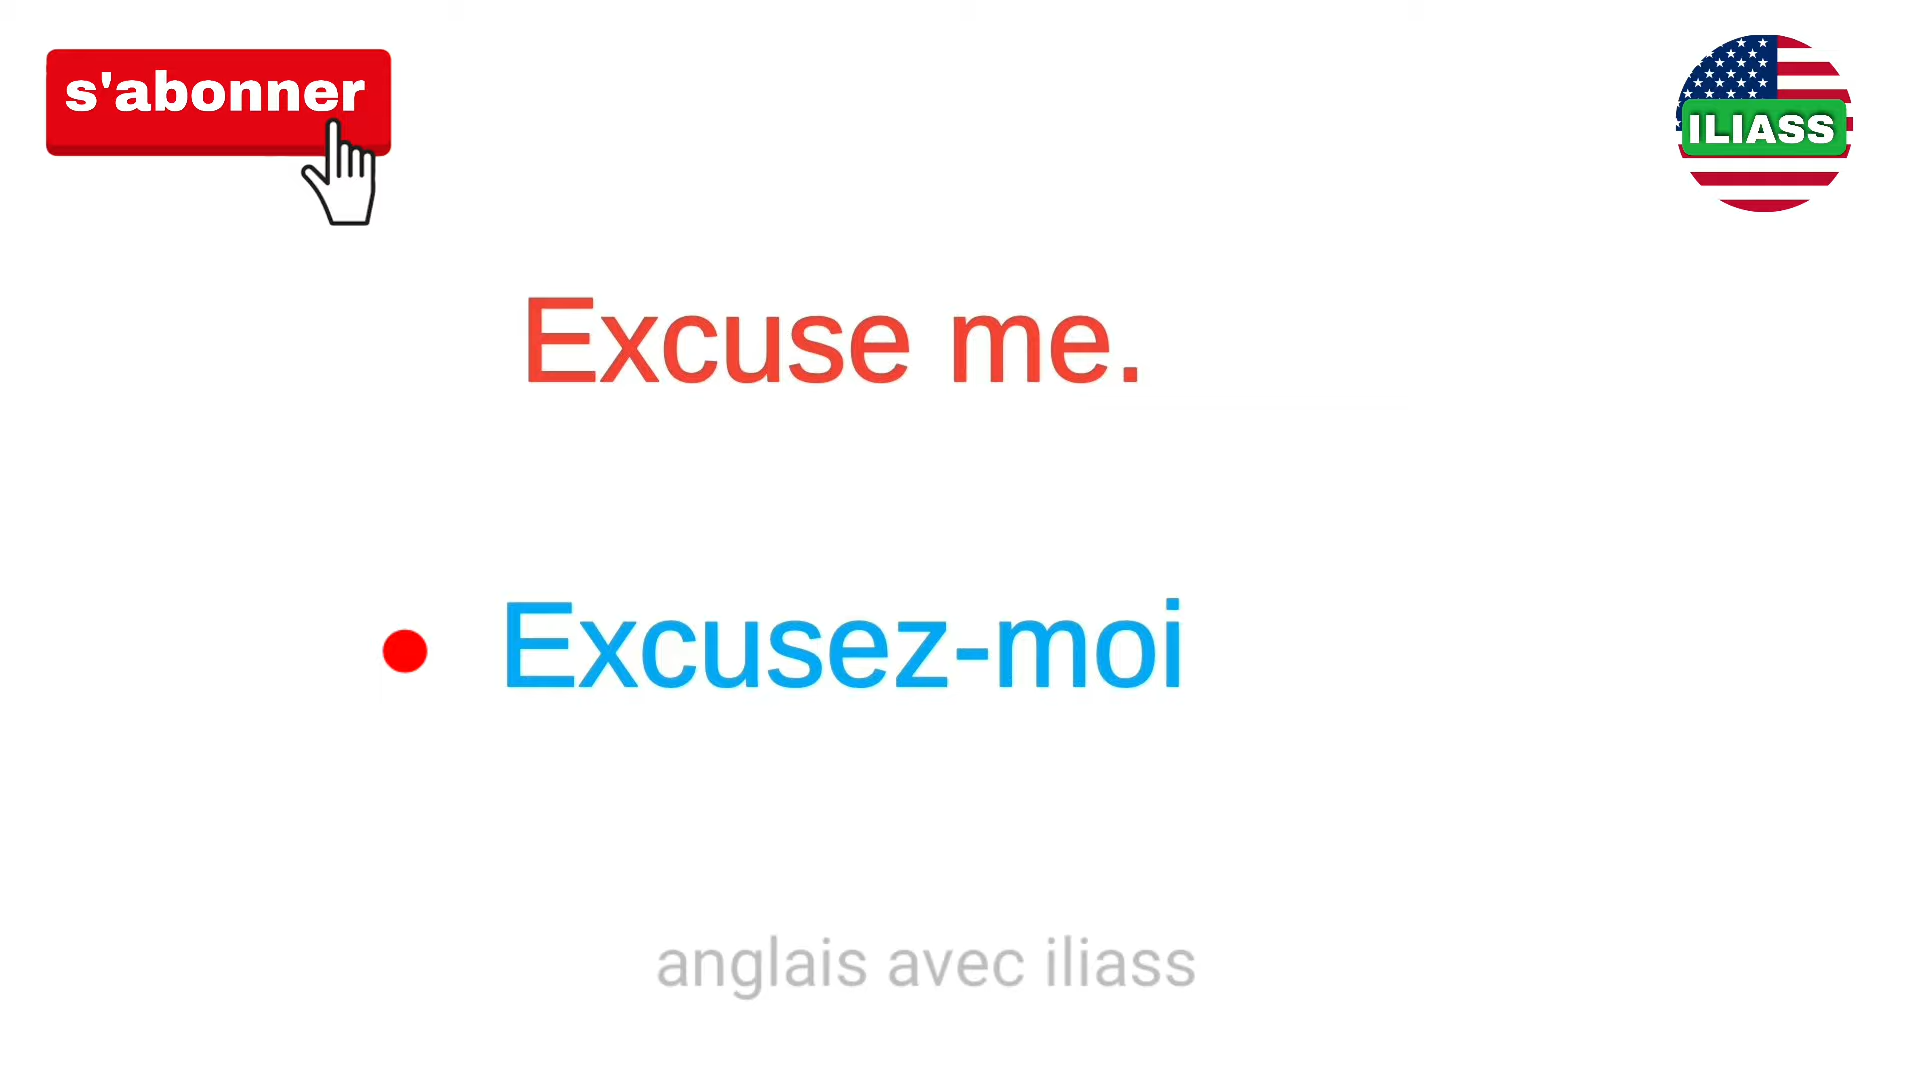 s'abonner
ILIASS
Excuse me.
Excusez-moi
anglais avec iliass